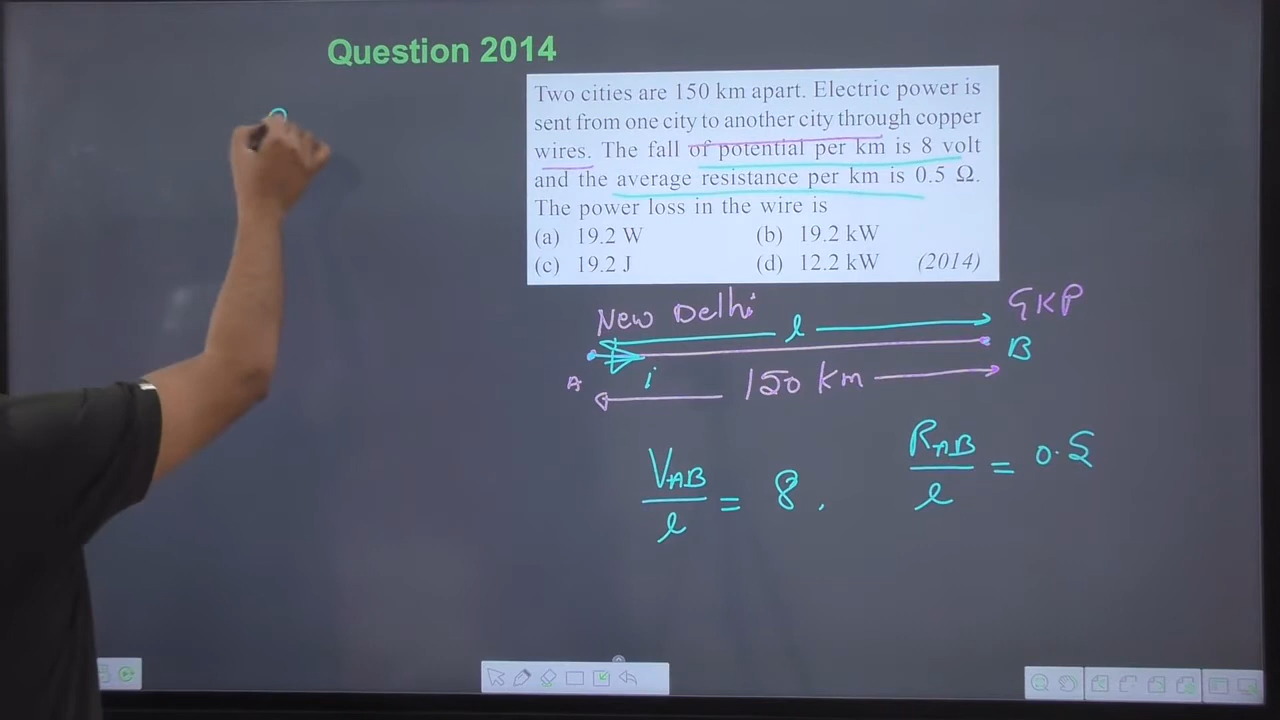 Question 2014
Two cities are 150 km apart. Electric power is
sent from one city to another city through copper
wires. The fall of potential per km is 8 volt
and the average resistance per km is 0.5 Ω.
The power loss in the wire is
(a) 19.2 W (b) 19.2 kW
(c) 19.2 J (d) 12.2 kW (2014)
New Delhi GKP
l
A i B
150 Km
V_AB / l = 8. R_AB / l = 0.5